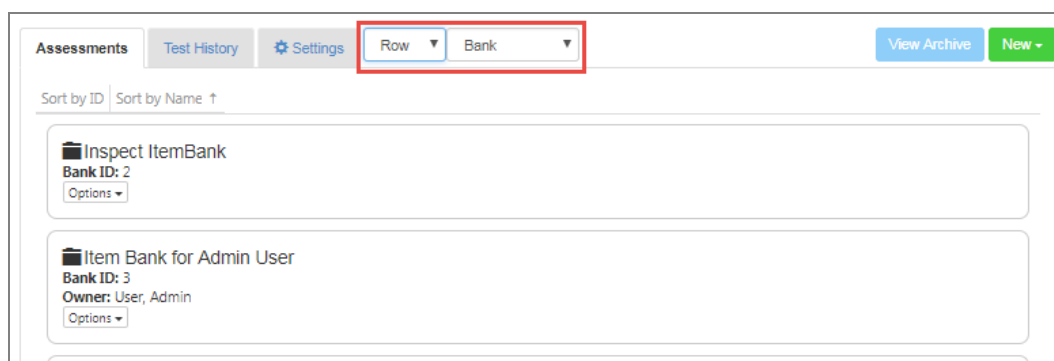 Assessments Test History Settings Row Bank View Archive New
Sort by ID Sort by Name ↑
Inspect ItemBank
Bank ID: 2
Options
Item Bank for Admin User
Bank ID: 3
Owner: User, Admin
Options